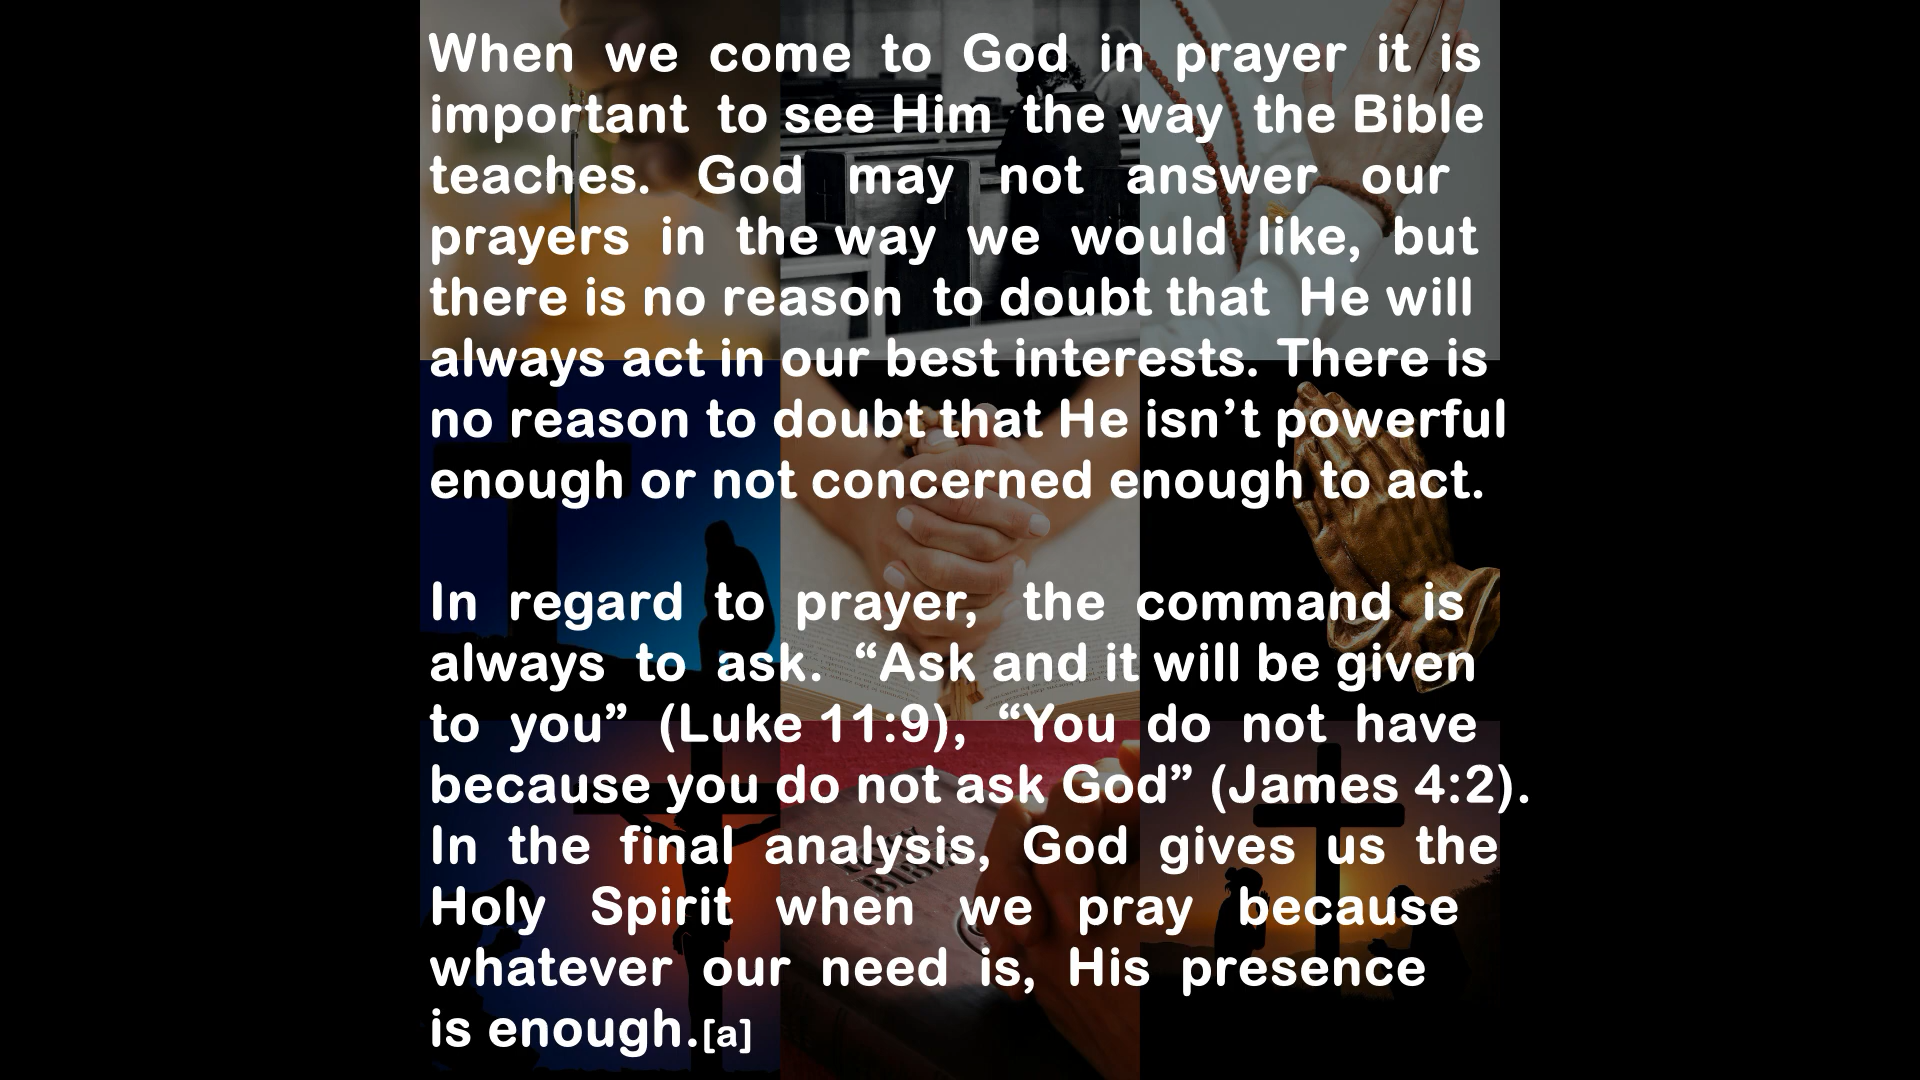 When we come to God in prayer it is
important to see Him the way the Bible
teaches. God may not answer our
prayers in the way we would like, but
there is no reason to doubt that He will
always act in our best interests. There is
no reason to doubt that He isn’t powerful
enough or not concerned enough to act.
In regard to prayer, the command is
always to ask. “Ask and it will be given
to you” (Luke 11:9), “You do not have
because you do not ask God” (James 4:2).
In the final analysis, God gives us the
Holy Spirit when we pray because
whatever our need is, His presence
is enough.[a]
HOLY
BIBLE